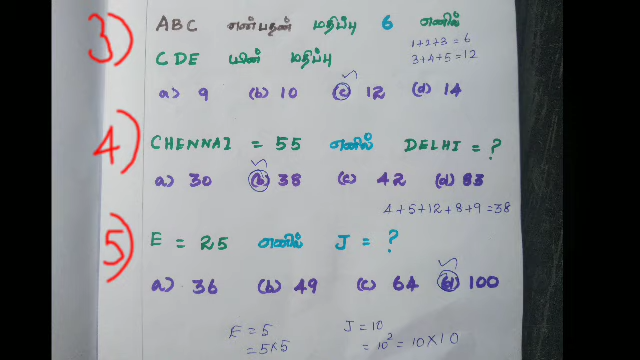 3) ABC என்பதன் மதிப்பு 6 எனில்
1+2+3 = 6
CDE யின் மதிப்பு
3+4+5 = 12
a) 9 (b) 10 (c) 12 (d) 14
4) CHENNAI = 55 எனில் DELHI = ?
a) 30 (b) 38 (c) 42 (d) 83
4+5+12+8+9 = 38
5) E = 25 எனில் J = ?
a) 36 (b) 49 (c) 64 (d) 100
E = 5 J = 10
= 5×5 = 10² = 10×10